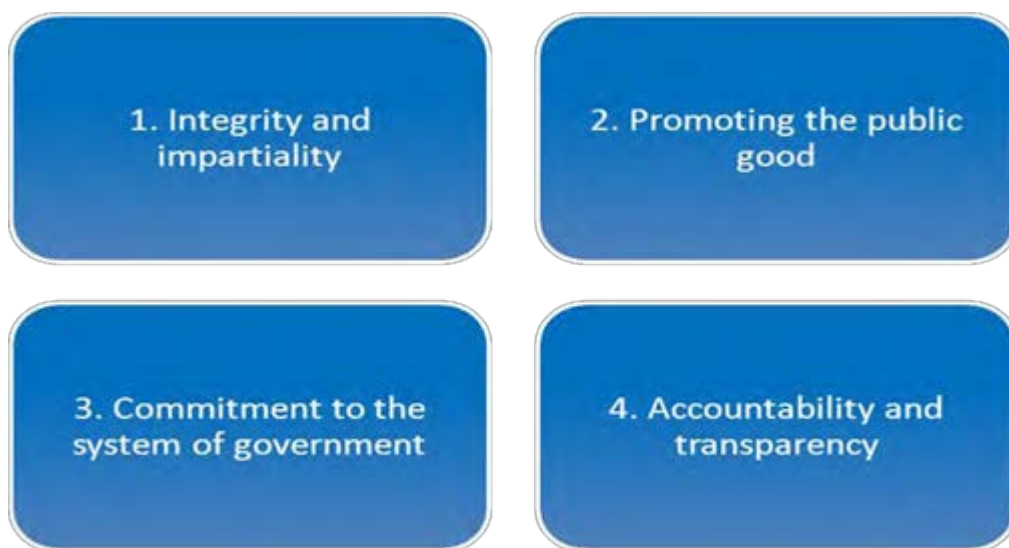 1. Integrity and
impartiality
2. Promoting the public
good
3. Commitment to the
system of government
4. Accountability and
transparency